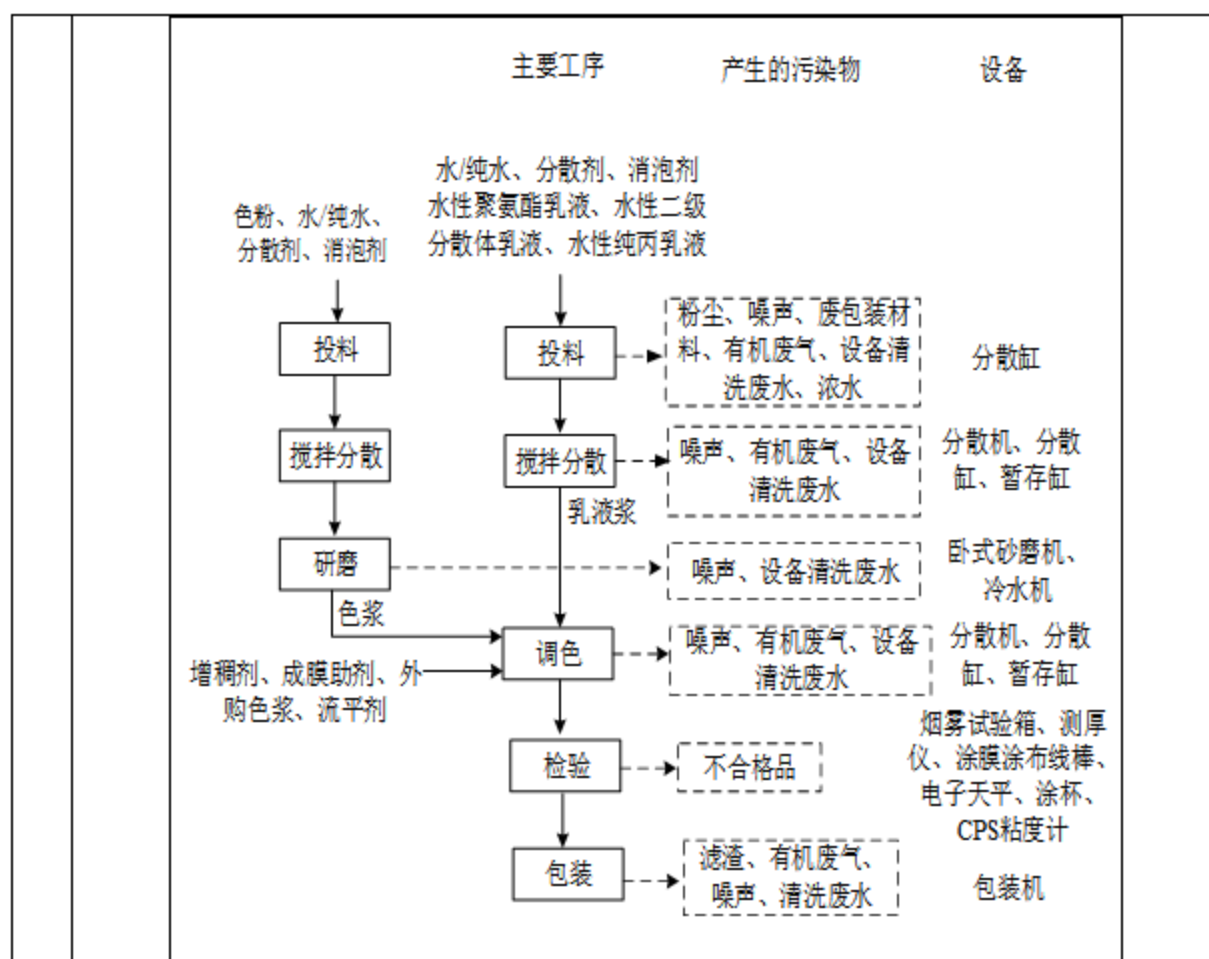 主要工序
产生的污染物
设备
水/纯水、分散剂、消泡剂
水性聚氨酯乳液、水性二级
分散体乳液、水性纯丙乳液
色粉、水/纯水、
分散剂、消泡剂
投料
投料
粉尘、噪声、废包装材
料、有机废气、设备清
洗废水、浓水
分散缸
搅拌分散
搅拌分散
噪声、有机废气、设备
清洗废水
分散机、分散
缸、暂存缸
乳液浆
研磨
噪声、设备清洗废水
卧式砂磨机、
冷水机
色浆
调色
噪声、有机废气、设备
清洗废水
分散机、分散
缸、暂存缸
增稠剂、成膜助剂、外
购色浆、流平剂
检验
不合格品
烟雾试验箱、测厚
仪、涂膜涂布线棒、
电子天平、涂杯、
CPS粘度计
包装
滤渣、有机废气、
噪声、清洗废水
包装机